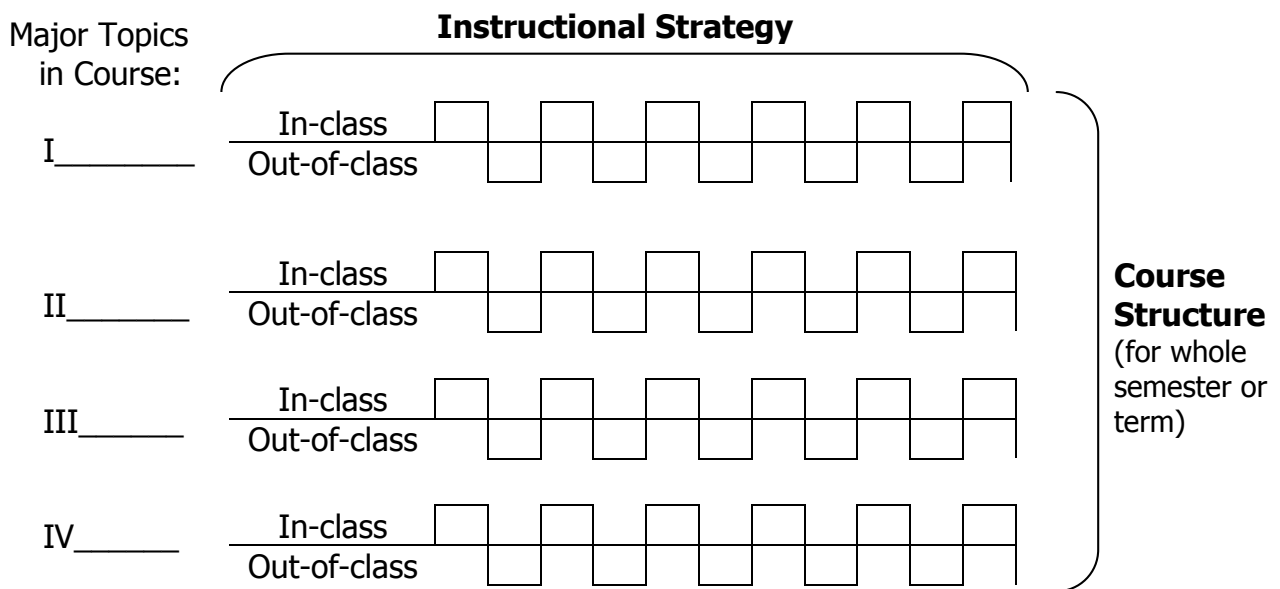 Instructional Strategy
Major Topics
in Course:
In-class
I________
Out-of-class
In-class
II_______
Out-of-class
In-class
III______
Out-of-class
In-class
IV______
Out-of-class
Course
Structure
(for whole
semester or
term)